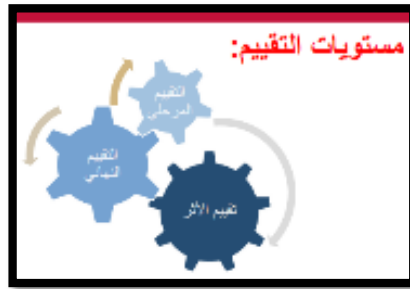 مستويات التقييم:
التقييم
المرحلي
التقييم
النهائي
تقييم الأثر